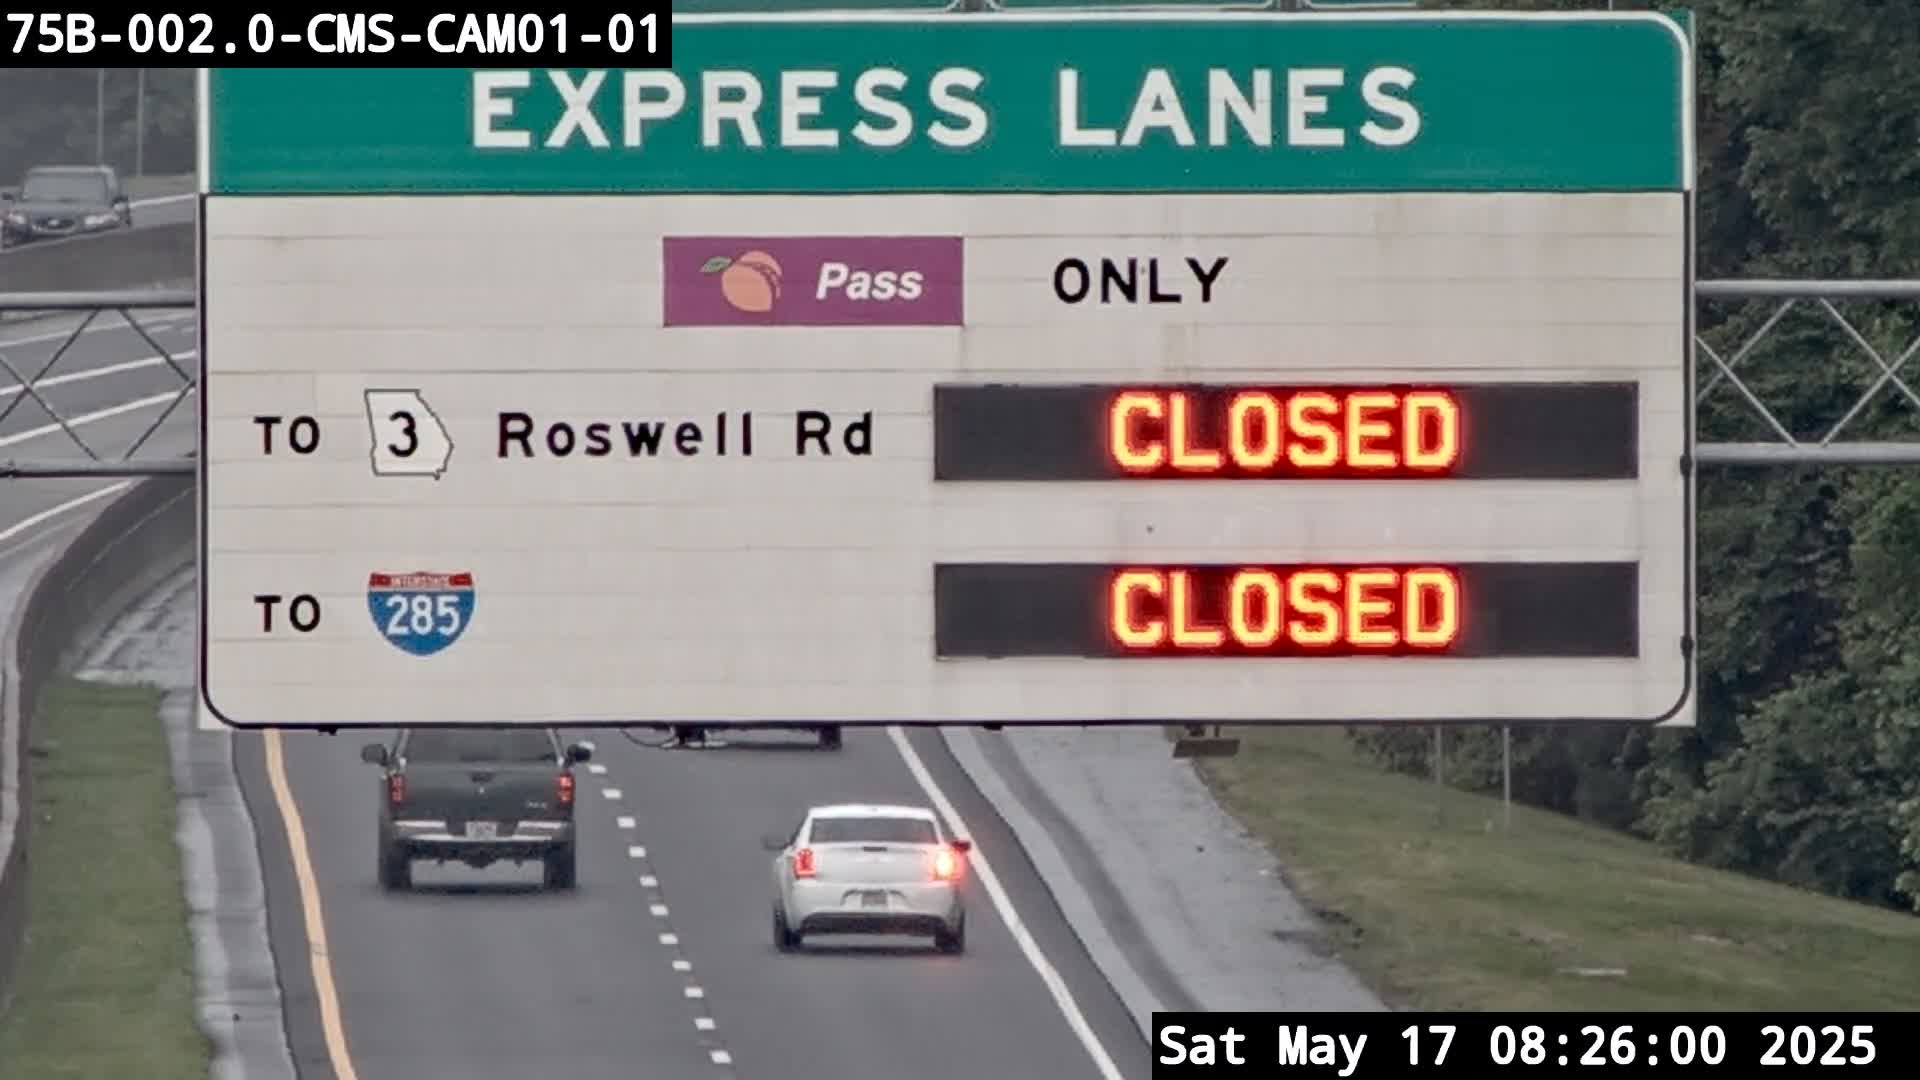 75B-002.0-CMS-CAM01-01
EXPRESS LANES
Pass ONLY
TO 3 Roswell Rd CLOSED
TO INTERSTATE 285 CLOSED
Sat May 17 08:26:00 2025